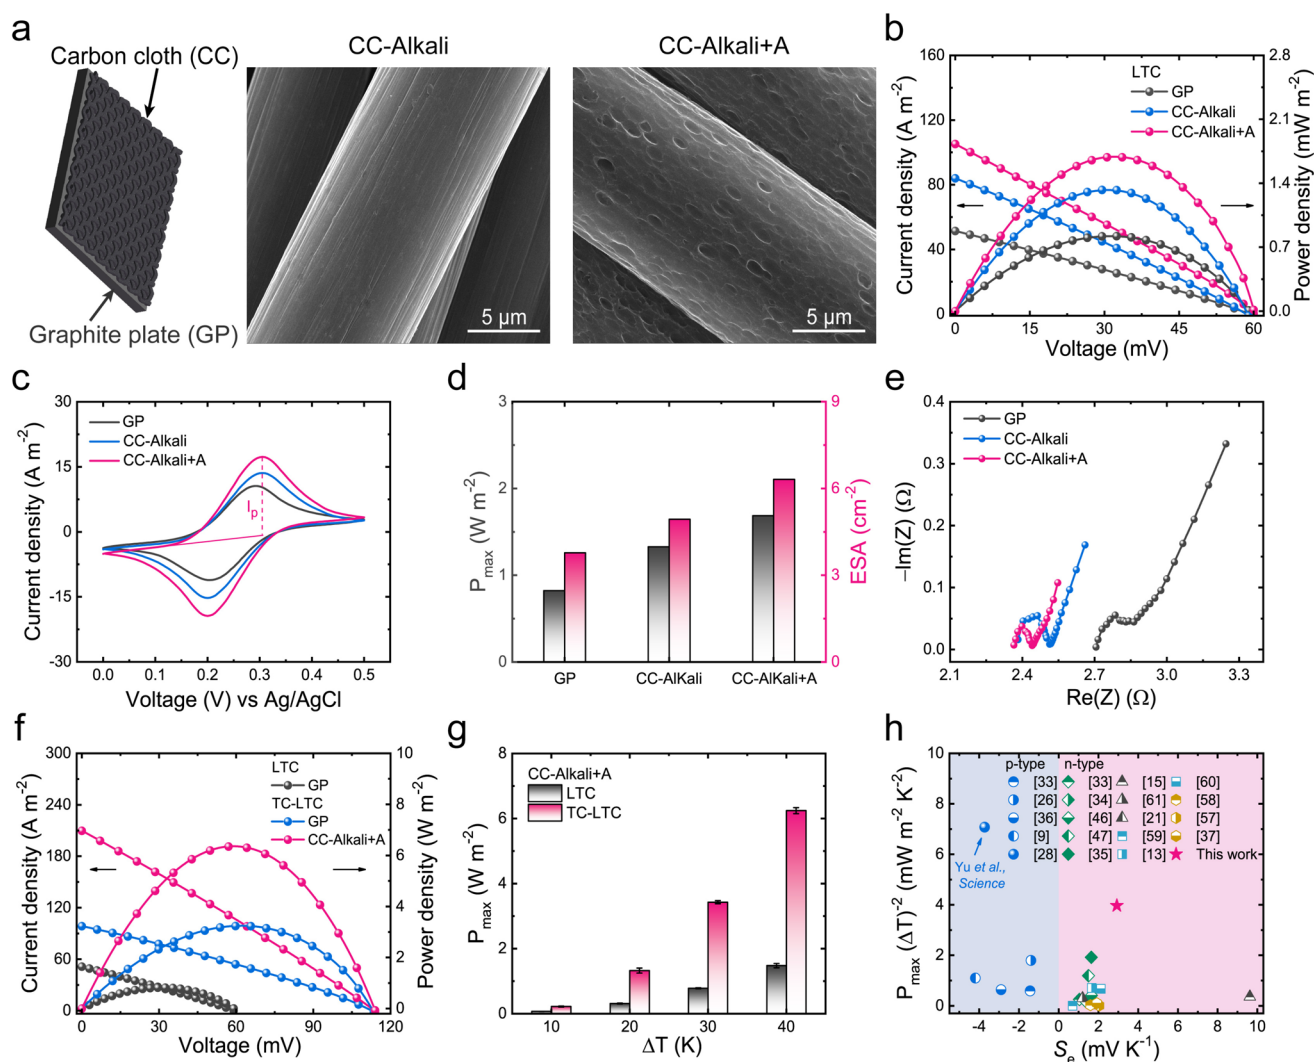 a
Carbon cloth (CC)
Graphite plate (GP)
CC-Alkali
5 μm
CC-Alkali+A
5 μm
b
160
120
80
40
0
Current density (A m⁻²)
LTC
GP
CC-Alkali
CC-Alkali+A
2.8
2.1
1.4
0.7
0.0
Power density (mW m⁻²)
0 15 30 45 60
Voltage (mV)
c
30
15
0
-15
-30
Current density (A m⁻²)
GP
CC-Alkali
CC-Alkali+A
Iₚ
0.0 0.1 0.2 0.3 0.4 0.5
Voltage (V) vs Ag/AgCl
d
3
2
1
0
Pₘₐₓ (W m⁻²)
9
6
3
0
ESA (cm⁻²)
GP CC-AlKali CC-AlKali+A
e
0.4
0.3
0.2
0.1
0.0
–Im(Z) (Ω)
GP
CC-Alkali
CC-Alkali+A
2.1 2.4 2.7 3.0 3.3
Re(Z) (Ω)
f
300
240
180
120
60
0
Current density (A m⁻²)
LTC
GP
TC-LTC
GP
CC-Alkali+A
10
8
6
4
2
0
Power density (W m⁻²)
0 30 60 90 120
Voltage (mV)
g
8
6
4
2
0
Pₘₐₓ (W m⁻²)
CC-Alkali+A
LTC
TC-LTC
10 20 30 40
ΔT (K)
h
10
8
6
4
2
0
Pₘₐₓ (ΔT)⁻² (mW m⁻² K⁻²)
p-type n-type
[33] [33] [15] [60]
[26] [34] [61] [58]
[36] [46] [21] [57]
[9] [47] [59] [37]
[28] [35] [13] This work
Yu et al.,
Science
-4 -2 0 2 4 6 8 10
Sₑ (mV K⁻¹)